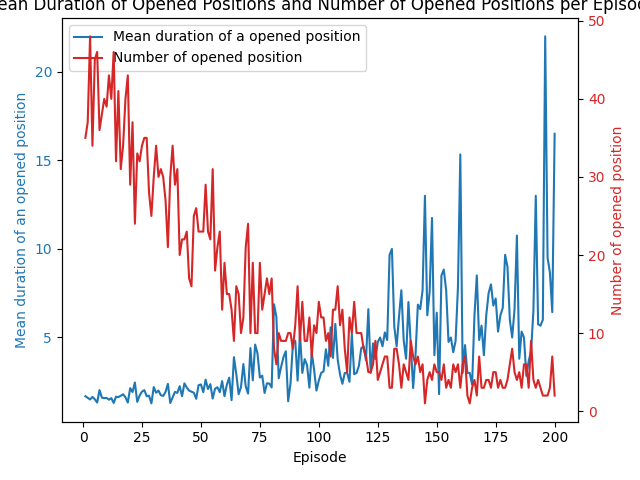 ean Duration of Opened Positions and Number of Opened Positions per Episo
Mean duration of a opened position
Number of opened position
Mean duration of an opened position
20
15
10
5
50
40
30
20
10
0
Number of opened position
0 25 50 75 100 125 150 175 200
Episode